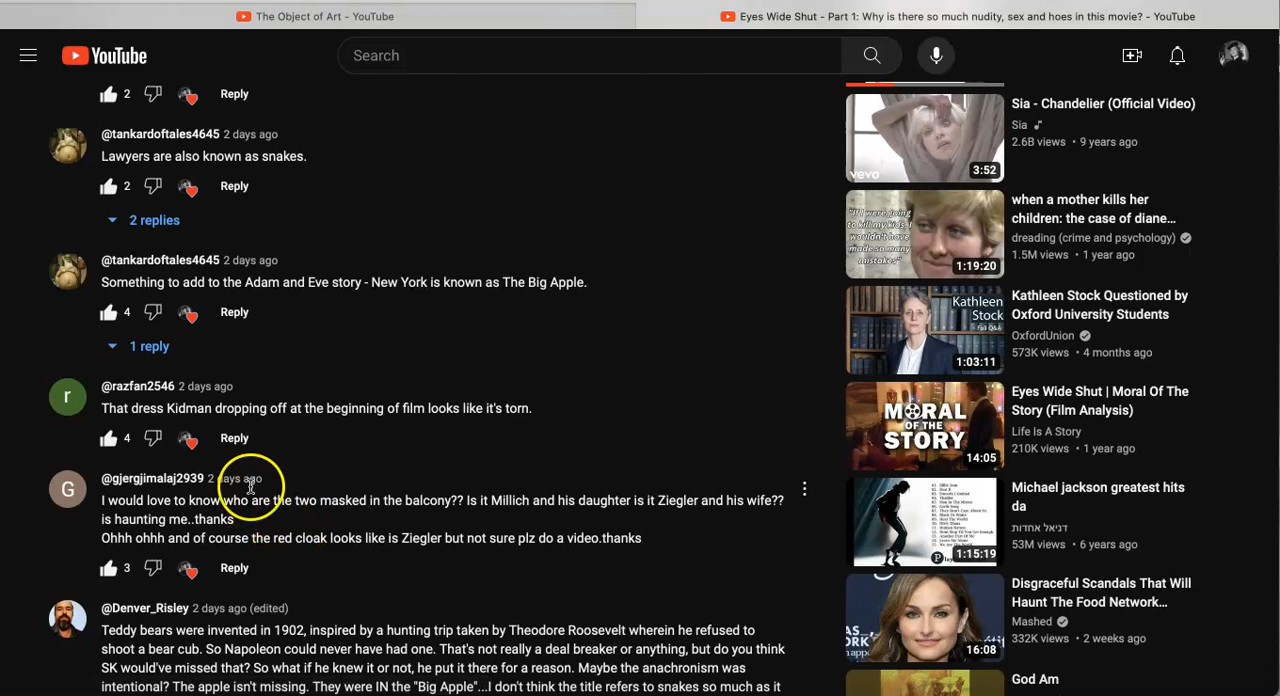 The Object of Art - YouTube
Eyes Wide Shut - Part 1: Why is there so much nudity, sex and hoes in this movie? - YouTube
YouTube
Search
2 Reply
@tankardoftales4645 2 days ago
Lawyers are also known as snakes.
2 Reply
2 replies
@tankardoftales4645 2 days ago
Something to add to the Adam and Eve story - New York is known as The Big Apple.
4 Reply
1 reply
r
@razfan2546 2 days ago
That dress Kidman dropping off at the beginning of film looks like it's torn.
4 Reply
G
@gjergjimalaj2939 2 days ago
I would love to know who are the two masked in the balcony?? Is it Millich and his daughter is it Ziegler and his wife??
is haunting me..thanks
Ohhh ohhh and of course the red cloak looks like is Ziegler but not sure plz do a video.thanks
3 Reply
@Denver_Risley 2 days ago (edited)
Teddy bears were invented in 1902, inspired by a hunting trip taken by Theodore Roosevelt wherein he refused to
shoot a bear cub. So Napoleon could never have had one. That's not really a deal breaker or anything, but do you think
SK would've missed that? So what if he knew it or not, he put it there for a reason. Maybe the anachronism was
intentional? The apple isn't missing. They were IN the "Big Apple"...I don't think the title refers to snakes so much as it
vevo
3:52
Sia - Chandelier (Official Video)
Sia
2.6B views • 9 years ago
1:19:20
when a mother kills her
children: the case of diane...
dreading (crime and psychology)
1.5M views • 1 year ago
Kathleen
Stock
Full Q&A
1:03:11
Kathleen Stock Questioned by
Oxford University Students
OxfordUnion
573K views • 4 months ago
MORAL
OF THE
STORY
14:05
Eyes Wide Shut | Moral Of The
Story (Film Analysis)
Life Is A Story
210K views • 1 year ago
1:15:19
Michael jackson greatest hits
da
דניאל אחדות
53M views • 6 years ago
16:08
Disgraceful Scandals That Will
Haunt The Food Network...
Mashed
332K views • 2 weeks ago
God Am